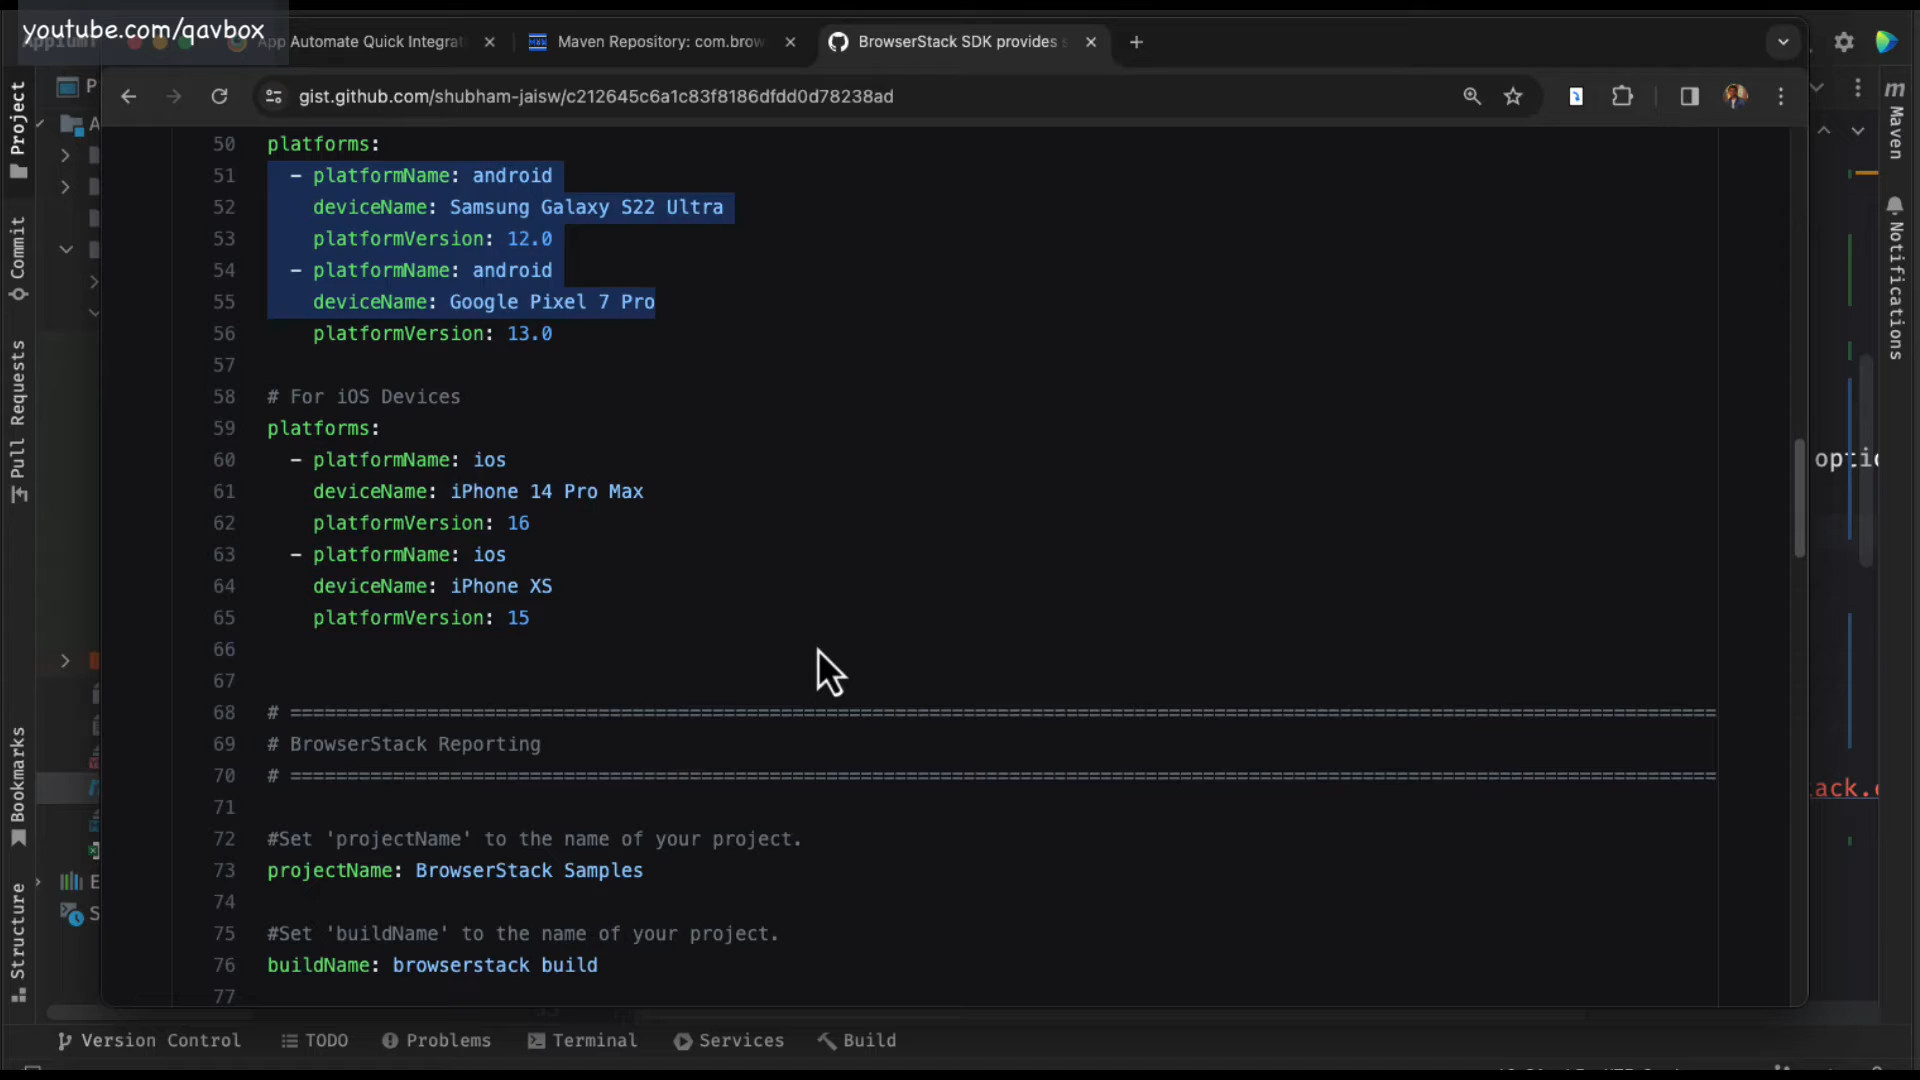 youtube.com/qavbox
App Automate Quick Integrat
Maven Repository: com.brow
BrowserStack SDK provides s
gist.github.com/shubham-jaisw/c212645c6a1c83f8186dfdd0d78238ad
Project
Commit
Pull Requests
Bookmarks
Structure
P
A
E
S
50 platforms:
51 - platformName: android
52 deviceName: Samsung Galaxy S22 Ultra
53 platformVersion: 12.0
54 - platformName: android
55 deviceName: Google Pixel 7 Pro
56 platformVersion: 13.0
57
58 # For iOS Devices
59 platforms:
60 - platformName: ios
61 deviceName: iPhone 14 Pro Max
62 platformVersion: 16
63 - platformName: ios
64 deviceName: iPhone XS
65 platformVersion: 15
66
67
68 # =============================================================================================================================
69 # BrowserStack Reporting
70 # =============================================================================================================================
71
72 #Set 'projectName' to the name of your project.
73 projectName: BrowserStack Samples
74
75 #Set 'buildName' to the name of your project.
76 buildName: browserstack build
77
m
Maven
Notifications
optio
ack.
Version Control
TODO
Problems
Terminal
Services
Build